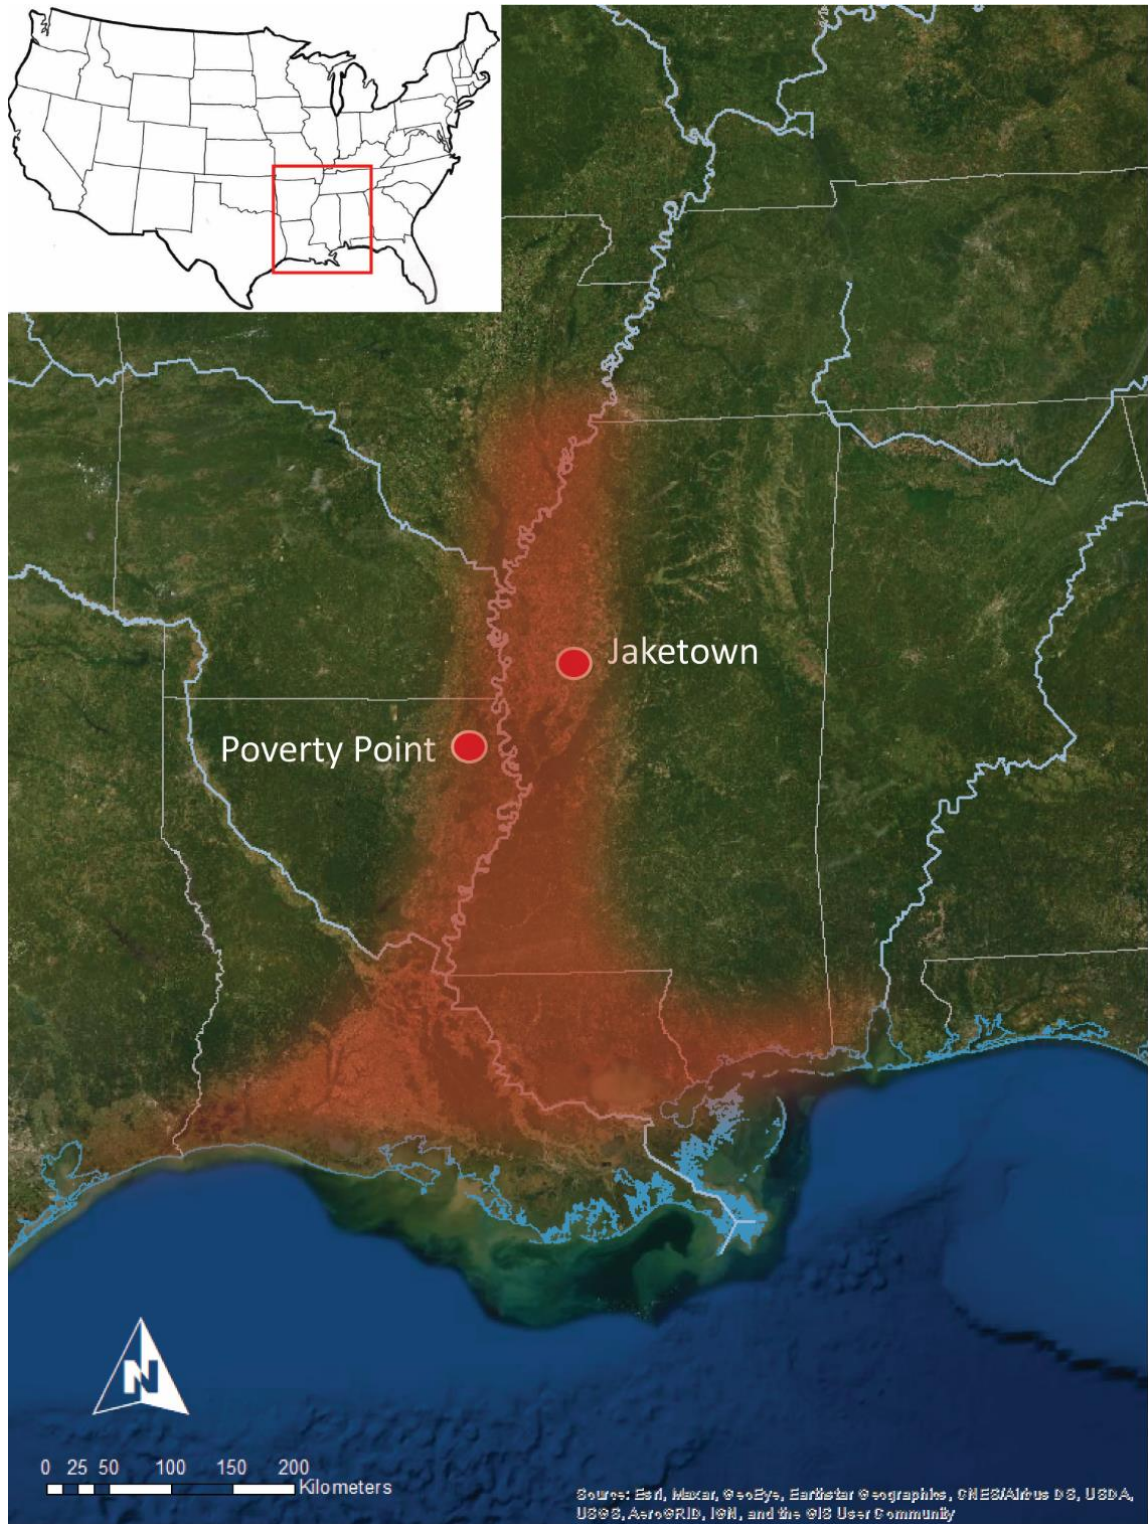 Jaketown
Poverty Point
N
0 25 50 100 150 200
Kilometers
Source: Esri, Maxar, GeoEye, Earthstar Geographics, CNES/Airbus DS, USDA,
USGS, AeroGRID, IGN, and the GIS User Community